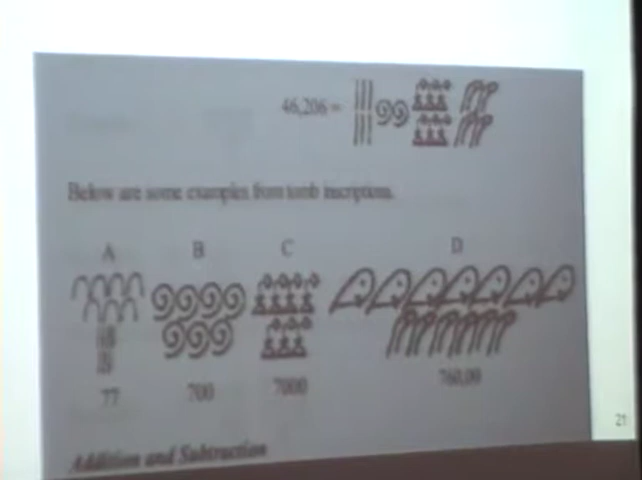 46,206 =
Below are some examples from tomb inscriptions.
A B C D
77 700 7000 760,00
Addition and Subtraction
21